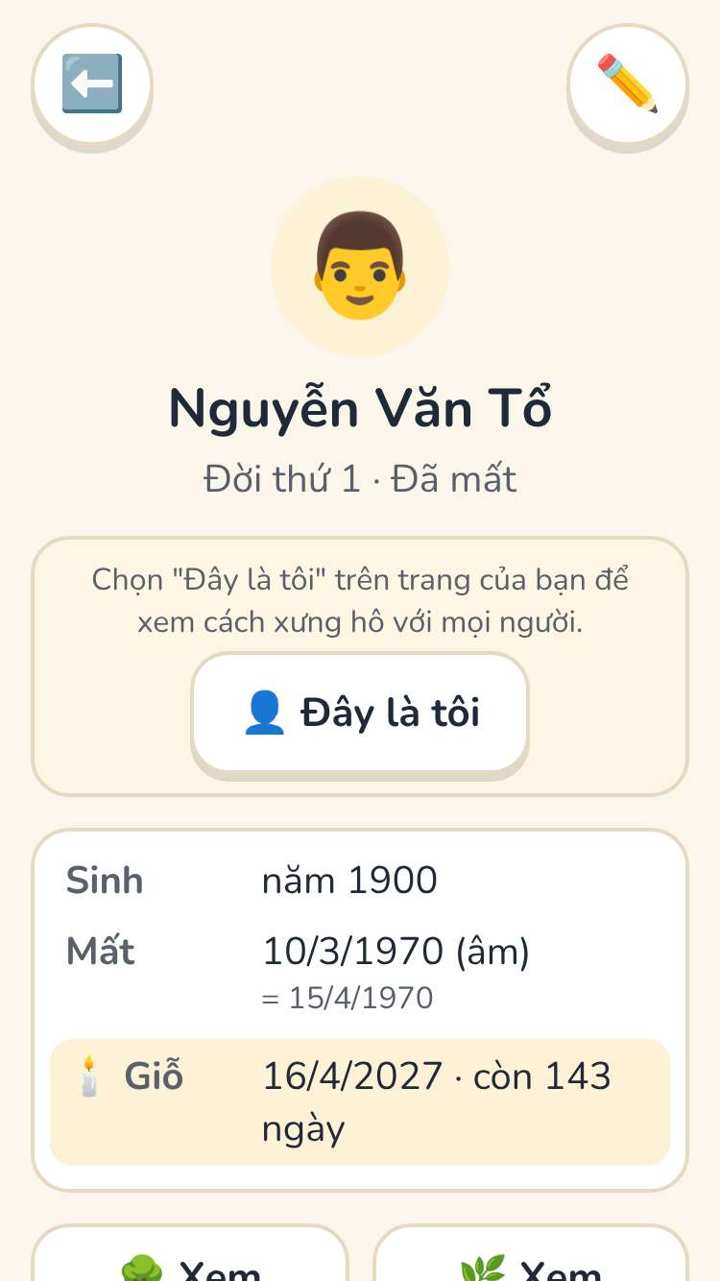 Nguyễn Văn Tổ
Đời thứ 1 · Đã mất
Chọn "Đây là tôi" trên trang của bạn để
xem cách xưng hô với mọi người.
Đây là tôi
Sinh năm 1900
Mất 10/3/1970 (âm)
= 15/4/1970
Giỗ 16/4/2027 · còn 143
ngày
Xem Xem